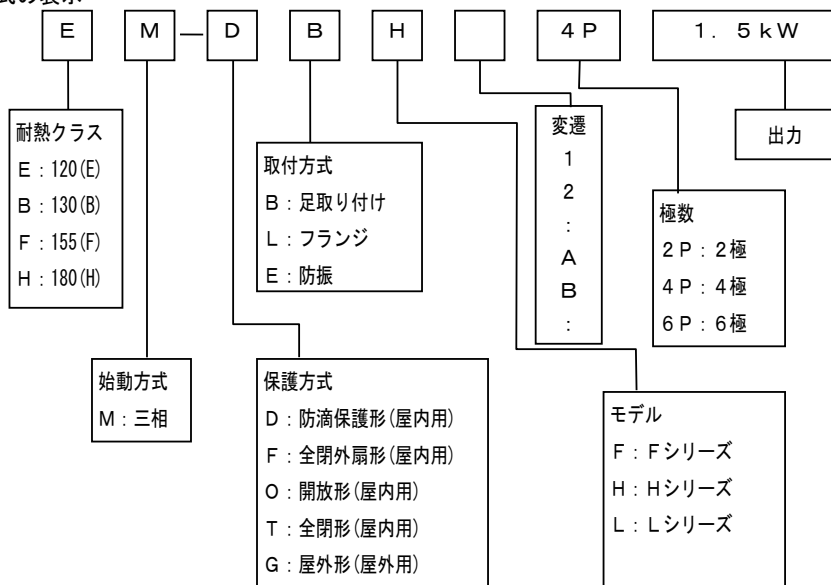 式の表示
E M － D B H 4P 1．5kW
耐熱クラス
E：120(E)
B：130(B)
F：155(F)
H：180(H)
取付方式
B：足取り付け
L：フランジ
E：防振
変遷
1
2
：
A
B
：
出力
極数
2P：2極
4P：4極
6P：6極
始動方式
M：三相
保護方式
D：防滴保護形(屋内用)
F：全閉外扇形(屋内用)
O：開放形(屋内用)
T：全閉形(屋内用)
G：屋外形(屋外用)
モデル
F：Fシリーズ
H：Hシリーズ
L：Lシリーズ